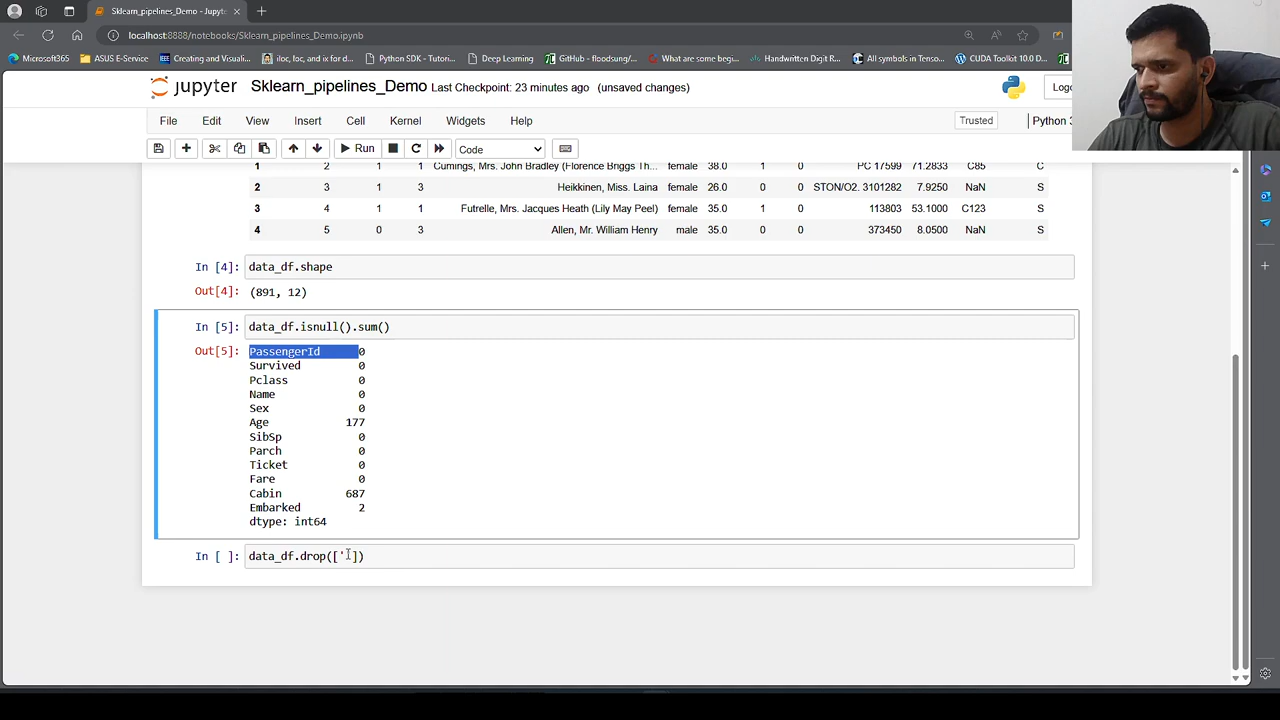 Sklearn_pipelines_Demo - Jupyte
localhost:8888/notebooks/Sklearn_pipelines_Demo.ipynb
Microsoft365
ASUS E-Service
Creating and Visuali...
iloc, loc, and ix for d...
Python SDK - Tutori...
Deep Learning
GitHub - floodsung/...
What are some begi...
Handwritten Digit R...
All symbols in Tenso...
CUDA Toolkit 10.0 D...
jupyter Sklearn_pipelines_Demo Last Checkpoint: 23 minutes ago (unsaved changes)
File Edit View Insert Cell Kernel Widgets Help Trusted Python 3
Run Code
1 2 1 1 Cumings, Mrs. John Bradley (Florence Briggs Th... female 38.0 1 0 PC 17599 71.2833 C85 C
2 3 1 3 Heikkinen, Miss. Laina female 26.0 0 0 STON/O2. 3101282 7.9250 NaN S
3 4 1 1 Futrelle, Mrs. Jacques Heath (Lily May Peel) female 35.0 1 0 113803 53.1000 C123 S
4 5 0 3 Allen, Mr. William Henry male 35.0 0 0 373450 8.0500 NaN S
In [4]: data_df.shape
Out[4]: (891, 12)
In [5]: data_df.isnull().sum()
Out[5]: PassengerId 0
Survived 0
Pclass 0
Name 0
Sex 0
Age 177
SibSp 0
Parch 0
Ticket 0
Fare 0
Cabin 687
Embarked 2
dtype: int64
In [ ]: data_df.drop([''])